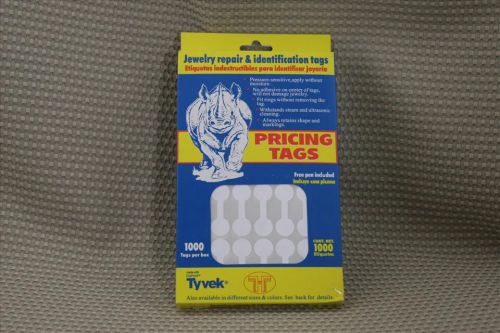 Jewelry repair & identification tags
Etiquetas indestructibles para identificar joyería
• Pressure-sensitive, apply without
moisture.
• No adhesive on center of tags,
will not damage jewelry.
• Fit rings without removing the
tag.
• Withstands steam and ultrasonic
cleaning.
• Always retains shape and
markings.
PRICING
TAGS
Free pen included
Incluye una pluma
1000
Tags per box
CONT. NET.
1000
Etiquetas
made with
Tyvek®
Also available in different sizes & colors. See back for details.